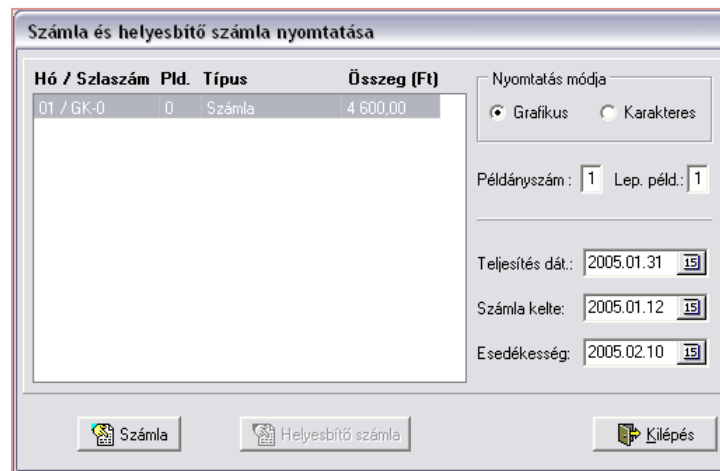 Számla és helyesbítő számla nyomtatása
Hó / Szlaszám Pld. Típus Összeg (Ft)
01 / GK-0 0 Számla 4 600,00
Nyomtatás módja
Grafikus Karakteres
Példányszám : 1 Lep. péld.: 1
Teljesítés dát.: 2005.01.31 15
Számla kelte: 2005.01.12 15
Esedékesség: 2005.02.10 15
Számla Helyesbítő számla Kilépés